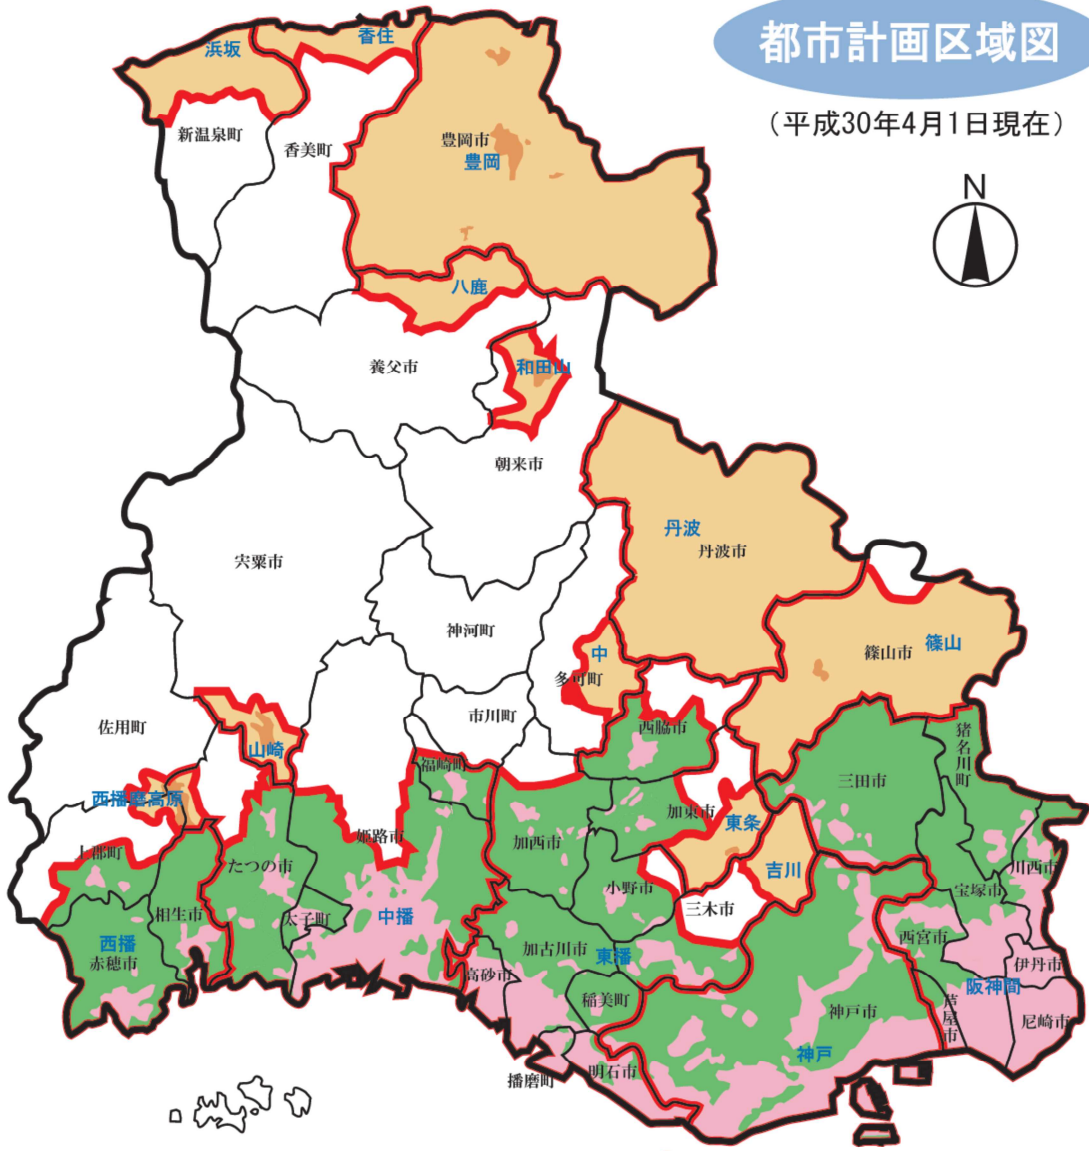 都市計画区域図
(平成30年4月1日現在)
N
浜坂
香住
新温泉町
香美町
豊岡市
豊岡
八鹿
養父市
和田山
朝来市
丹波
丹波市
宍粟市
神河町
中
多可町
篠山市
篠山
佐用町
市川町
西脇市
猪名川町
山崎
福崎町
三田市
西播磨高原
姫路市
加西市
加東市
東条
上郡町
たつの市
小野市
吉川
川西市
宝塚市
相生市
太子町
中播
三木市
西播
赤穂市
加古川市
東播
西宮市
伊丹市
高砂市
稲美町
神戸市
芦屋市
阪神間
尼崎市
播磨町
明石市
神戸